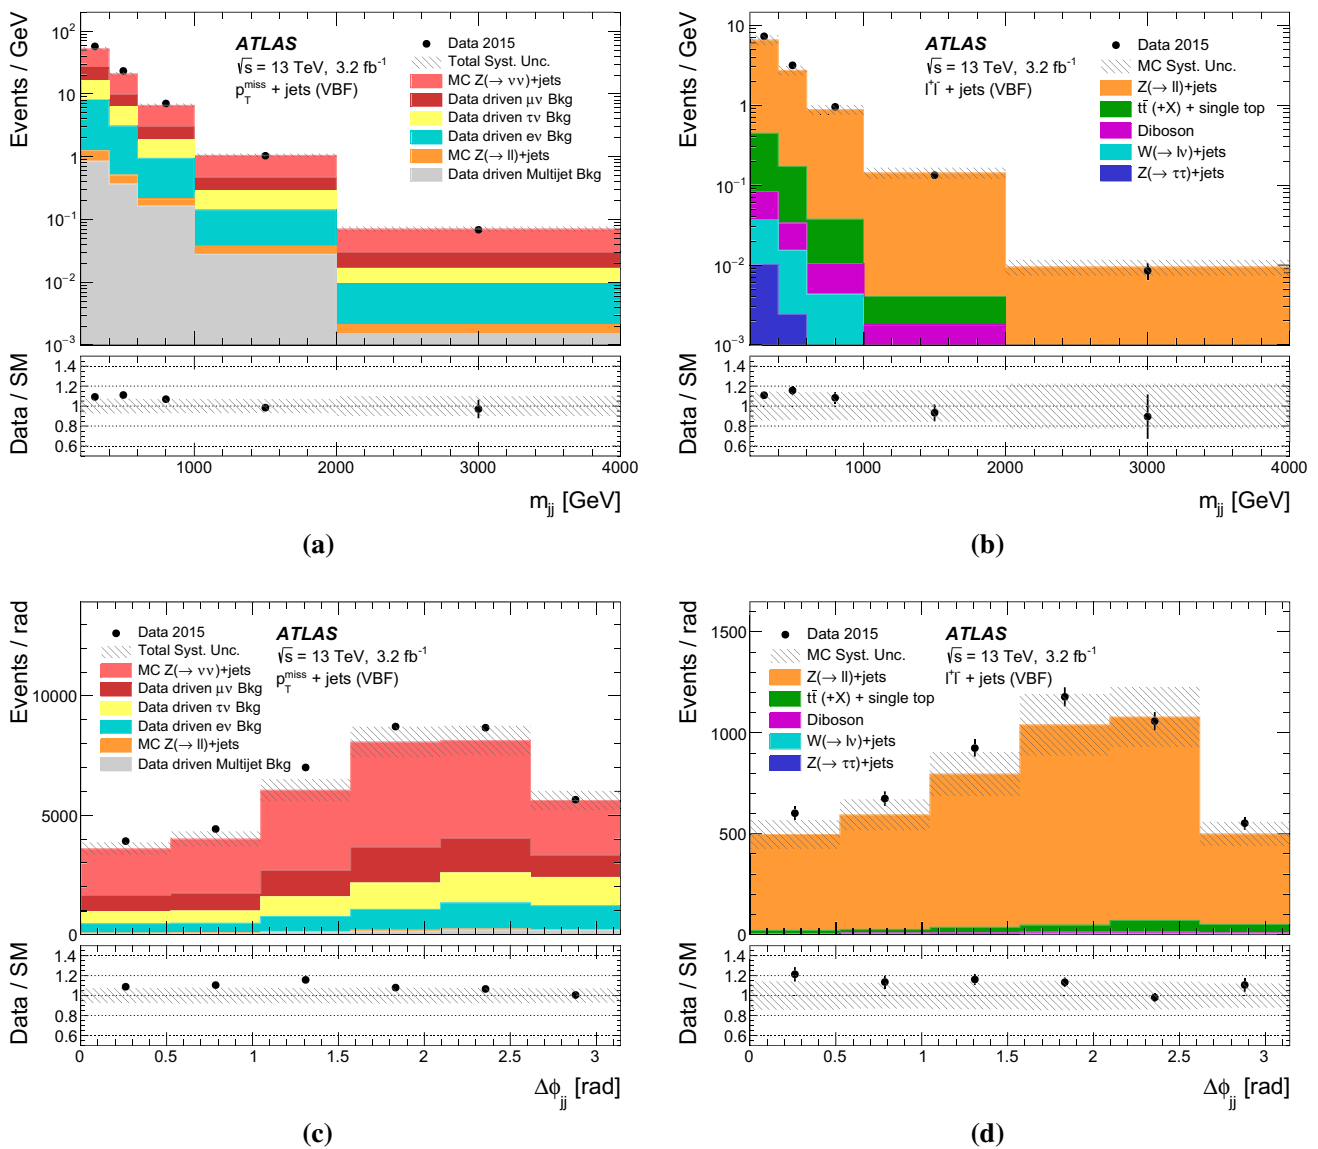 Events / GeV
10²
10
1
10⁻¹
10⁻²
10⁻³
ATLAS
√s = 13 TeV, 3.2 fb⁻¹
p_T^miss + jets (VBF)
Data 2015
Total Syst. Unc.
MC Z(→ νν)+jets
Data driven μν Bkg
Data driven τν Bkg
Data driven eν Bkg
MC Z(→ ll)+jets
Data driven Multijet Bkg
Data / SM
1.4
1.2
1
0.8
0.6
1000 2000 3000 4000
m_jj [GeV]
(a)
Events / GeV
10
1
10⁻¹
10⁻²
10⁻³
ATLAS
√s = 13 TeV, 3.2 fb⁻¹
l⁺l⁻ + jets (VBF)
Data 2015
MC Syst. Unc.
Z(→ ll)+jets
tt̄ (+X) + single top
Diboson
W(→ lν)+jets
Z(→ ττ)+jets
Data / SM
1.4
1.2
1
0.8
0.6
1000 2000 3000 4000
m_jj [GeV]
(b)
Events / rad
10000
5000
0
Data 2015
Total Syst. Unc.
MC Z(→ νν)+jets
Data driven μν Bkg
Data driven τν Bkg
Data driven eν Bkg
MC Z(→ ll)+jets
Data driven Multijet Bkg
ATLAS
√s = 13 TeV, 3.2 fb⁻¹
p_T^miss + jets (VBF)
Data / SM
1.4
1.2
1
0.8
0.6
0 0.5 1 1.5 2 2.5 3
Δϕ_jj [rad]
(c)
Events / rad
1500
1000
500
0
Data 2015
MC Syst. Unc.
Z(→ ll)+jets
tt̄ (+X) + single top
Diboson
W(→ lν)+jets
Z(→ ττ)+jets
ATLAS
√s = 13 TeV, 3.2 fb⁻¹
l⁺l⁻ + jets (VBF)
Data / SM
1.4
1.2
1
0.8
0.6
0 0.5 1 1.5 2 2.5 3
Δϕ_jj [rad]
(d)